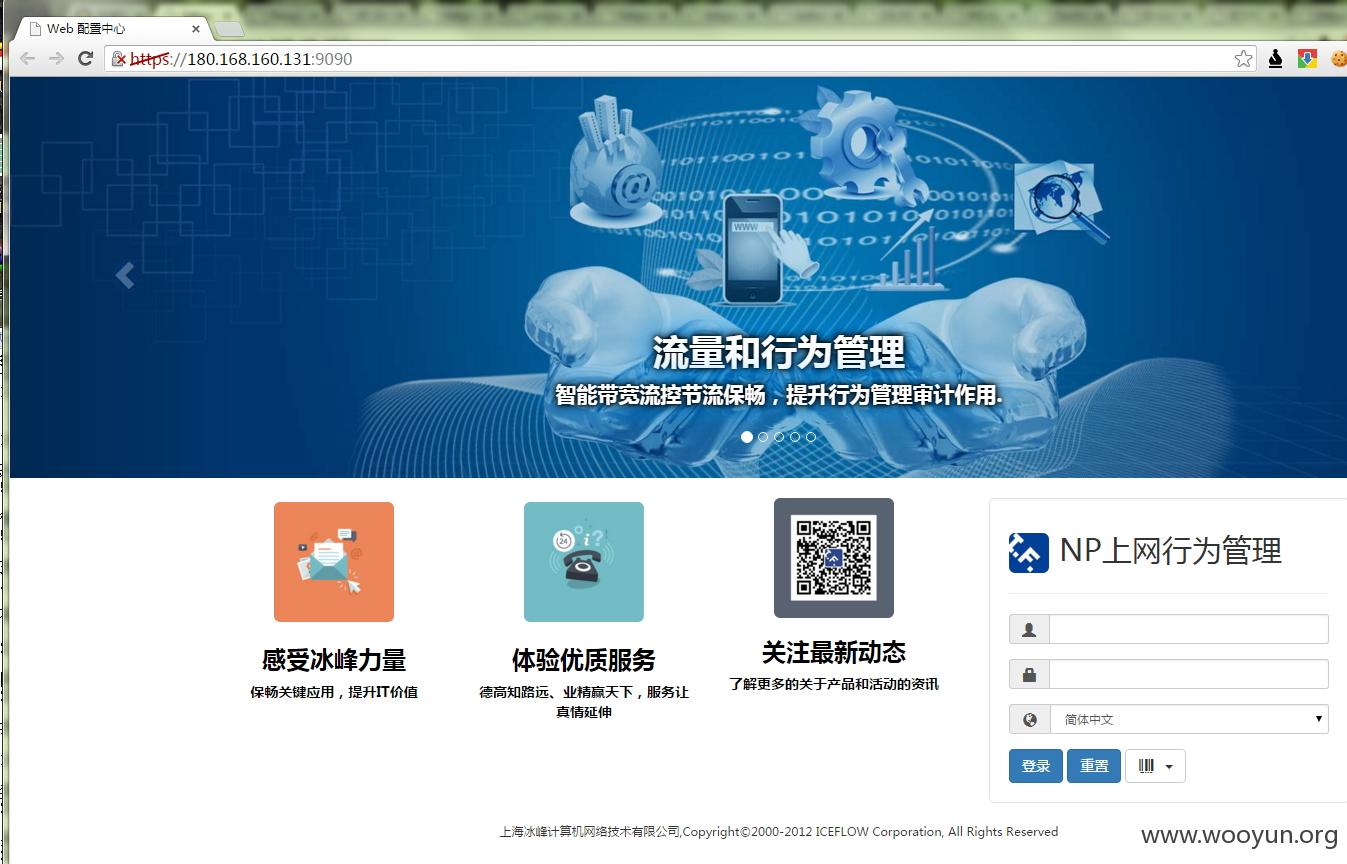 Web 配置中心
https://180.168.160.131:9090
WWW
流量和行为管理
智能带宽流控节流保畅，提升行为管理审计作用.
感受冰峰力量
保畅关键应用，提升IT价值
24
体验优质服务
德高知路远、业精赢天下，服务让
真情延伸
关注最新动态
了解更多的关于产品和活动的资讯
NP上网行为管理
简体中文
登录 重置
上海冰峰计算机网络技术有限公司,Copyright©2000-2012 ICEFLOW Corporation, All Rights Reserved
www.wooyun.org